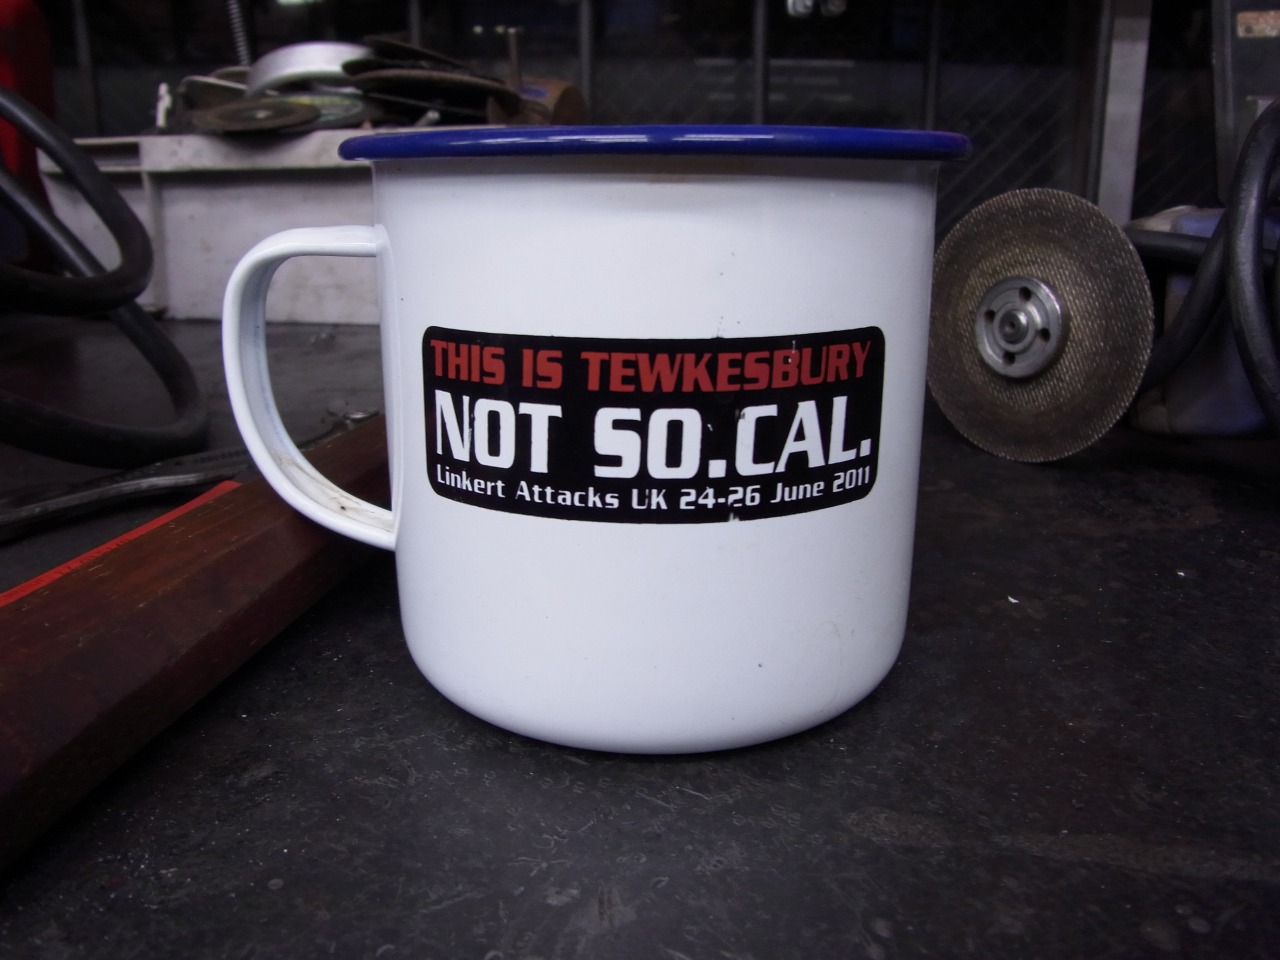 THIS IS TEWKESBURY
NOT SO.CAL.
Linkert Attacks UK 24-26 June 2011